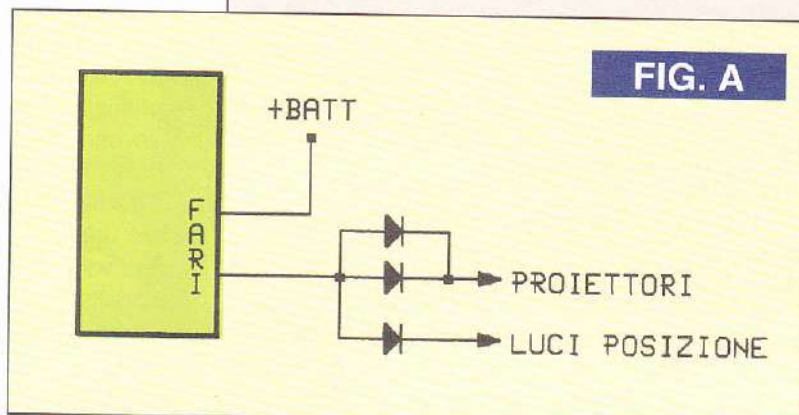 FIG. A
+BATT
FARI
PROIETTORI
LUCI POSIZIONE